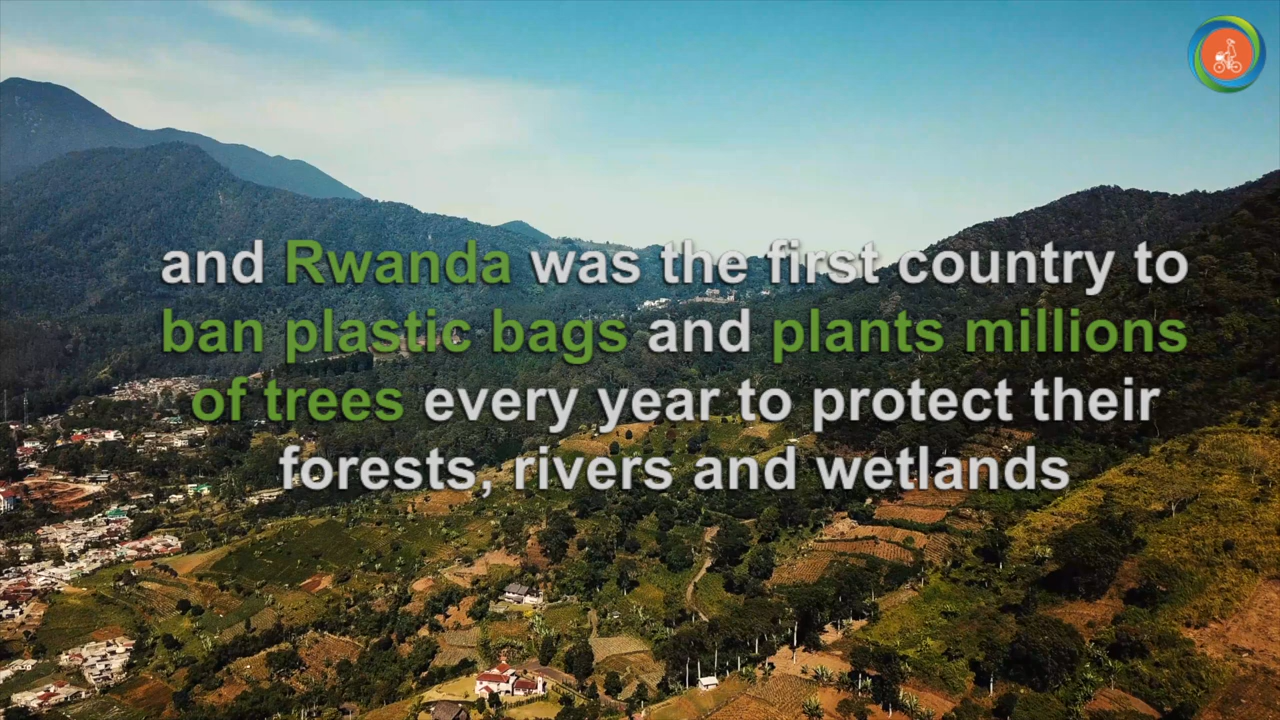 and Rwanda was the first country to
ban plastic bags and plants millions
of trees every year to protect their
forests, rivers and wetlands